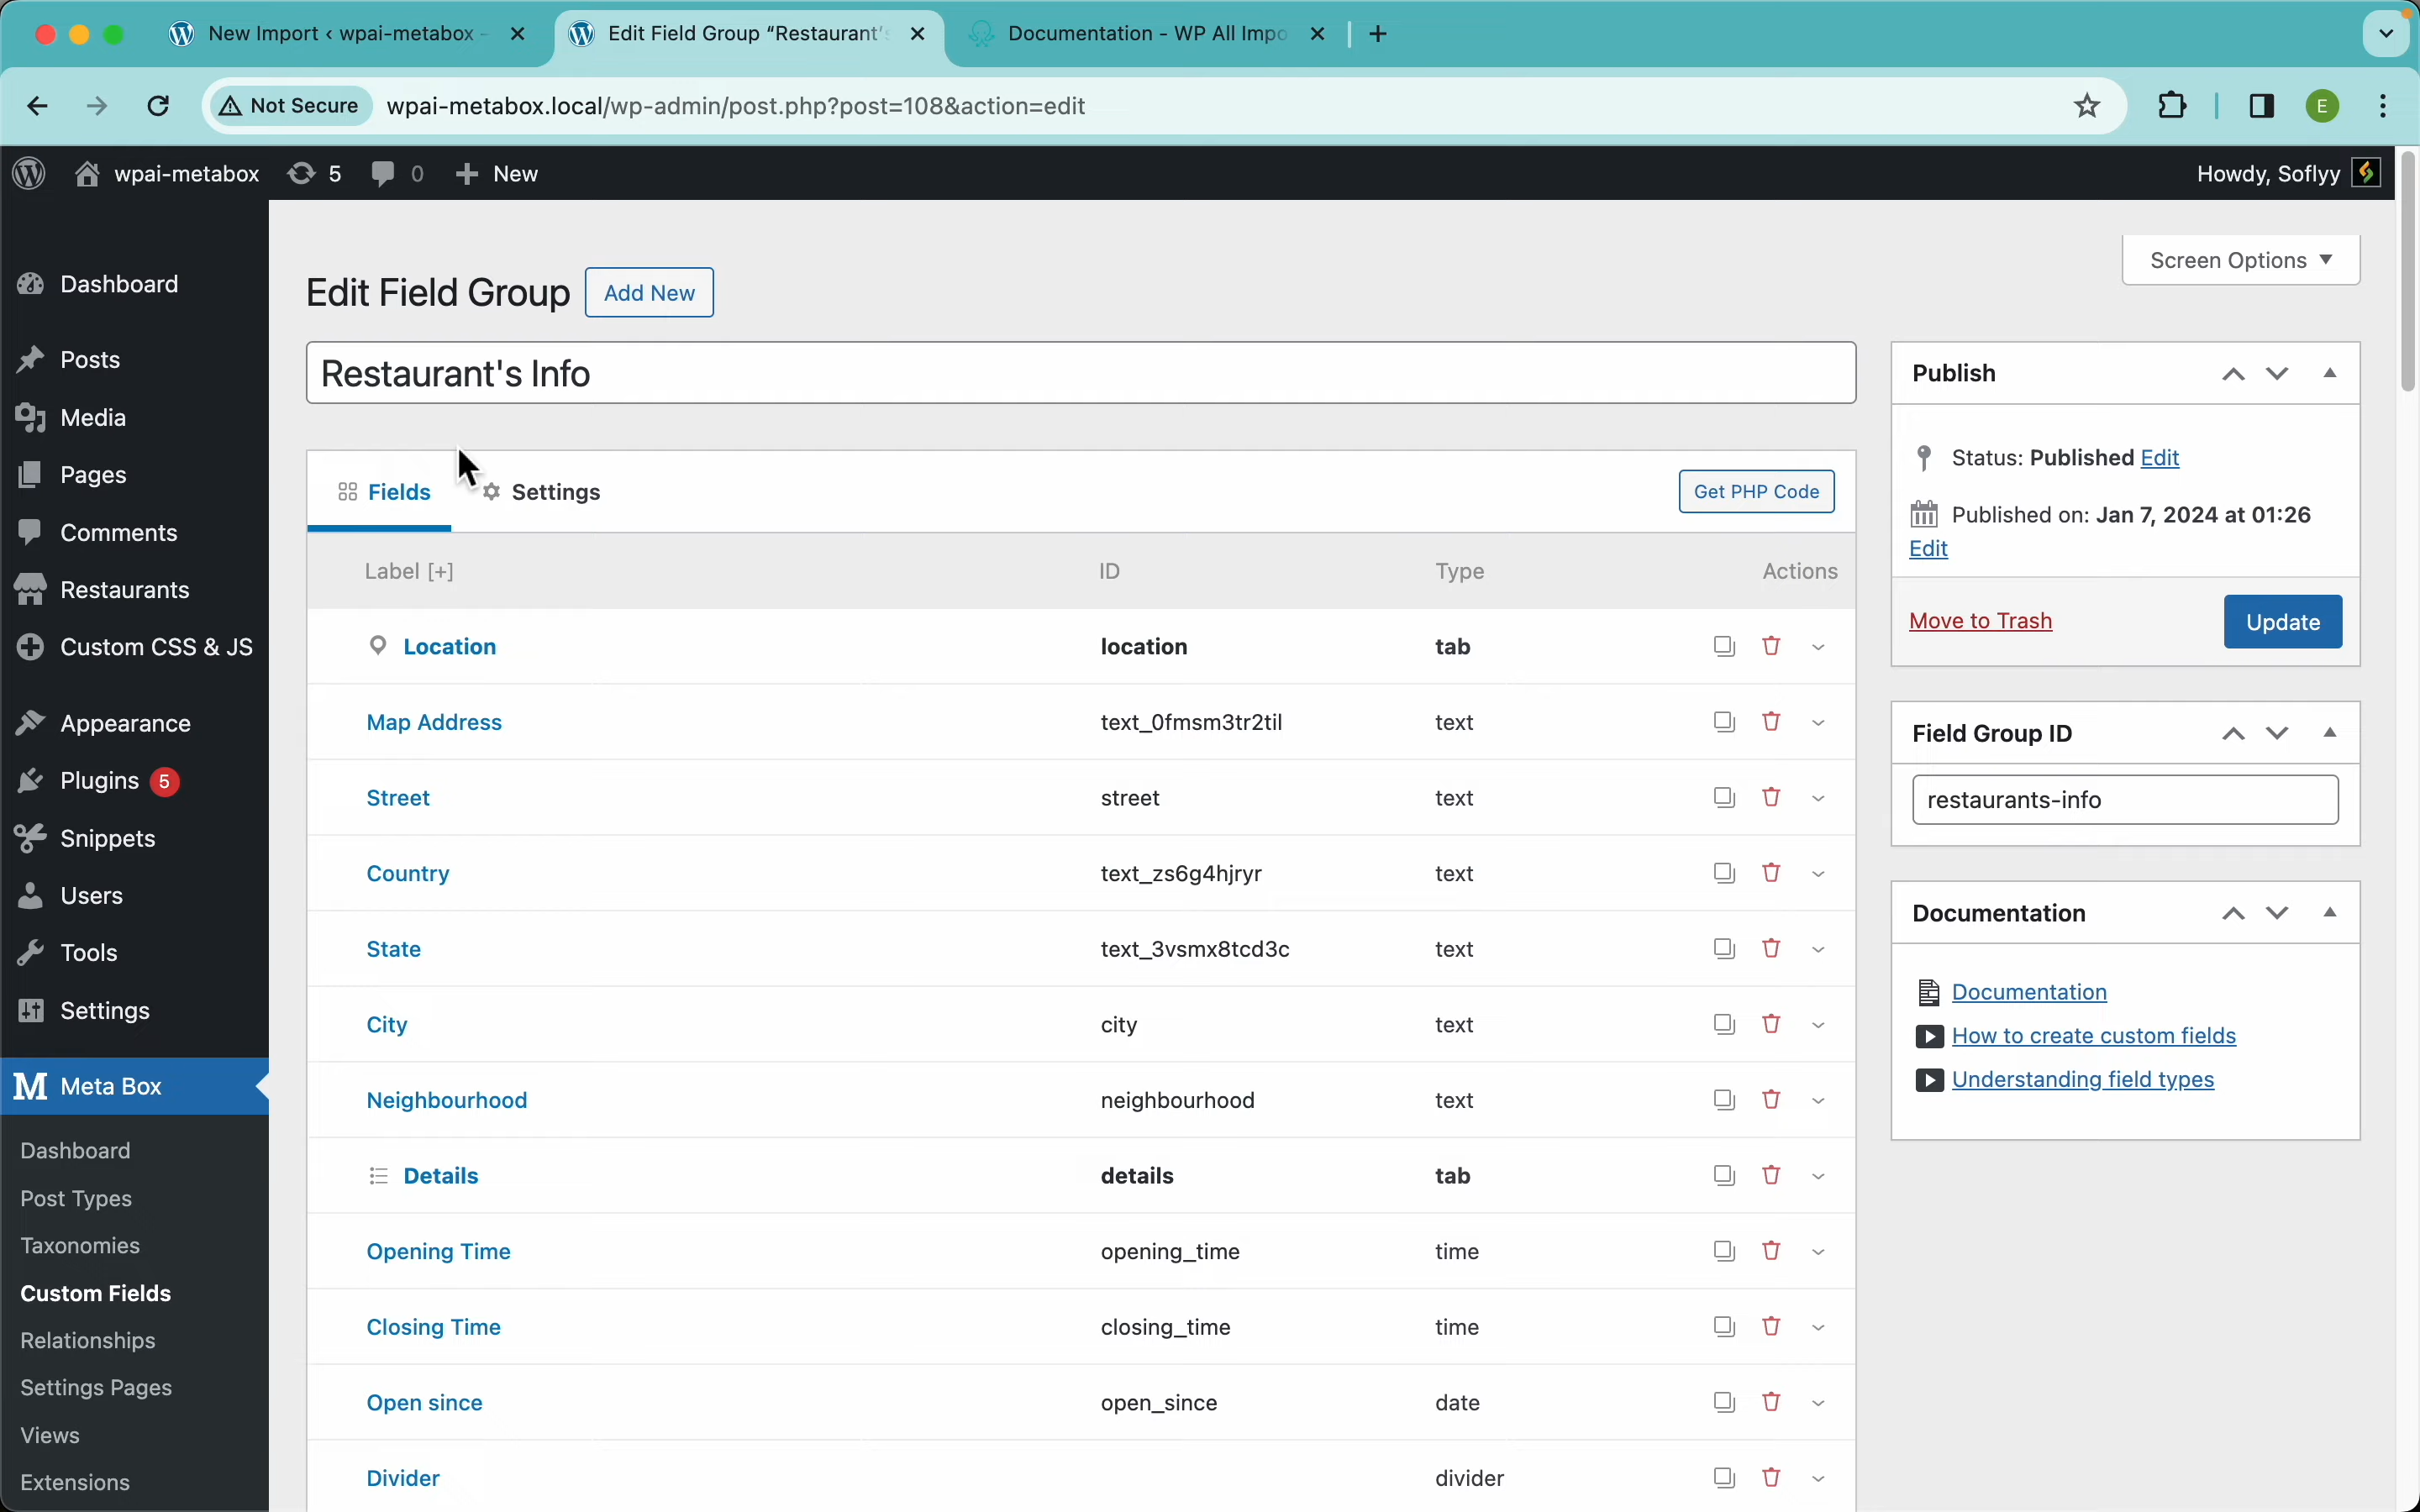 New Import ‹ wpai-metabox -
Edit Field Group “Restaurant’s
Documentation - WP All Impo
Not Secure
wpai-metabox.local/wp-admin/post.php?post=108&action=edit
E
wpai-metabox
5
0
New
Howdy, Soflyy
Dashboard
Posts
Media
Pages
Comments
Restaurants
Custom CSS & JS
Appearance
Plugins 5
Snippets
Users
Tools
Settings
Meta Box
Dashboard
Post Types
Taxonomies
Custom Fields
Relationships
Settings Pages
Views
Extensions
Screen Options
Edit Field Group
Add New
Restaurant's Info
Fields
Settings
Get PHP Code
Label [+] ID Type Actions
Location location tab
Map Address text_0fmsm3tr2til text
Street street text
Country text_zs6g4hjryr text
State text_3vsmx8tcd3c text
City city text
Neighbourhood neighbourhood text
Details details tab
Opening Time opening_time time
Closing Time closing_time time
Open since open_since date
Divider divider
Publish
Status: Published Edit
Published on: Jan 7, 2024 at 01:26
Edit
Move to Trash
Update
Field Group ID
restaurants-info
Documentation
Documentation
How to create custom fields
Understanding field types